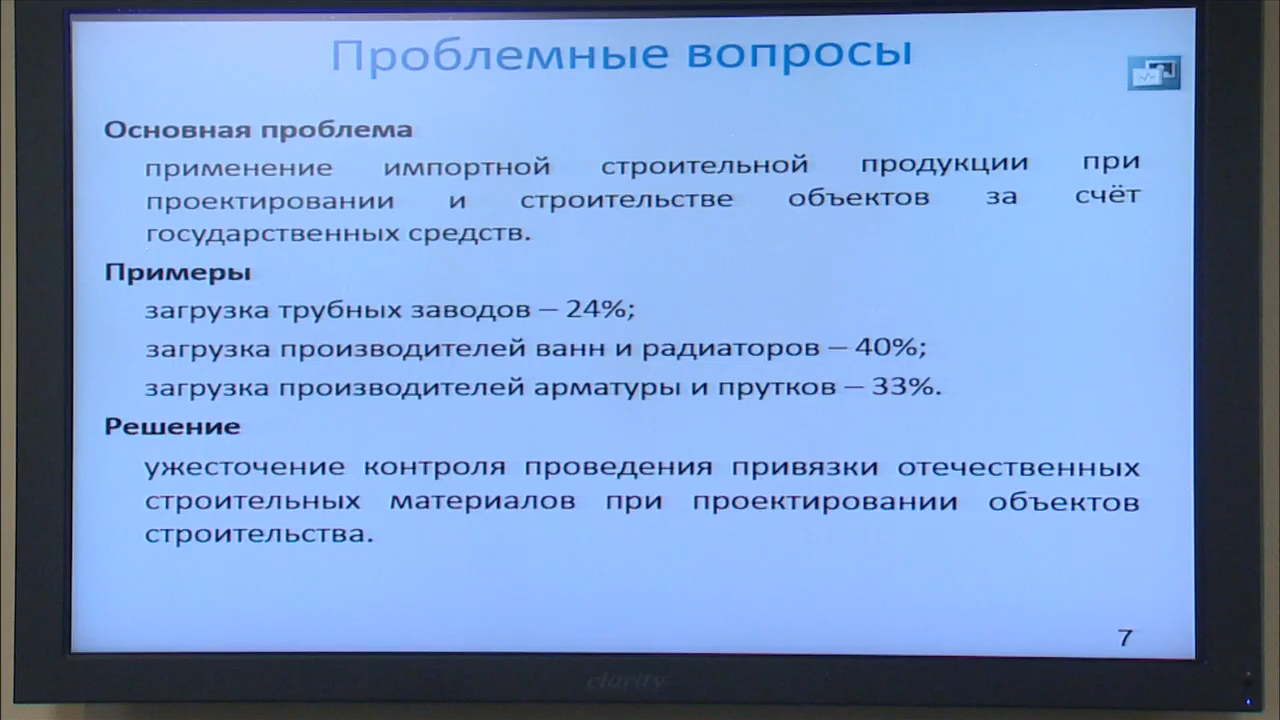 Проблемные вопросы
Основная проблема
применение импортной строительной продукции при
проектировании и строительстве объектов за счёт
государственных средств.
Примеры
загрузка трубных заводов – 24%;
загрузка производителей ванн и радиаторов – 40%;
загрузка производителей арматуры и прутков – 33%.
Решение
ужесточение контроля проведения привязки отечественных
строительных материалов при проектировании объектов
строительства.
7
clarity